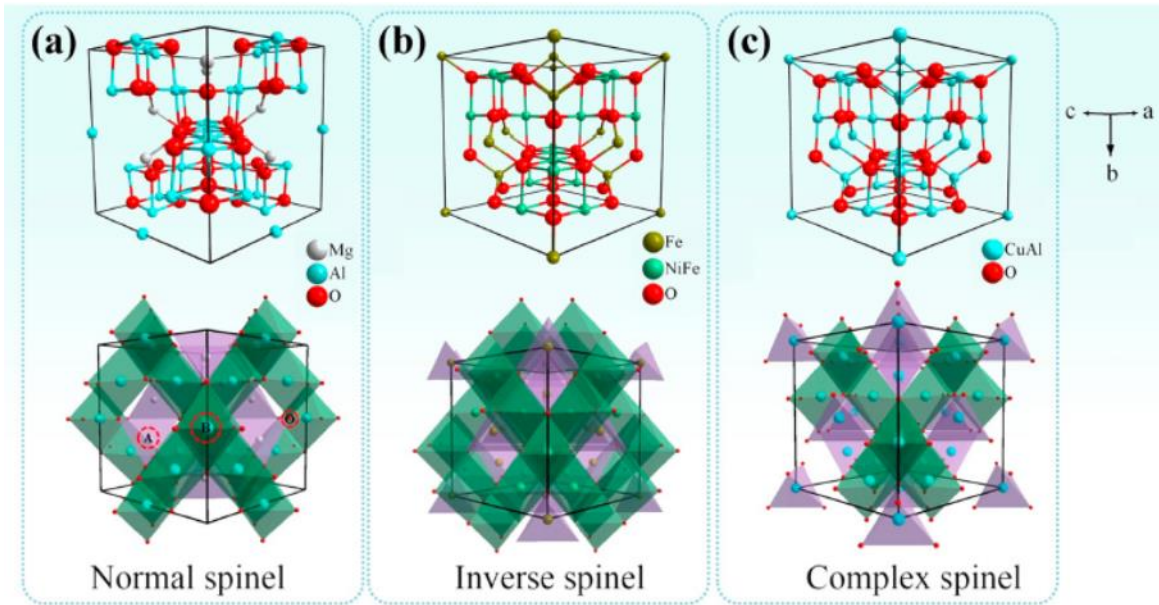 (a)
Mg
Al
O
A
B
O
Normal spinel
(b)
Fe
NiFe
O
Inverse spinel
(c)
CuAl
O
Complex spinel
c
a
b